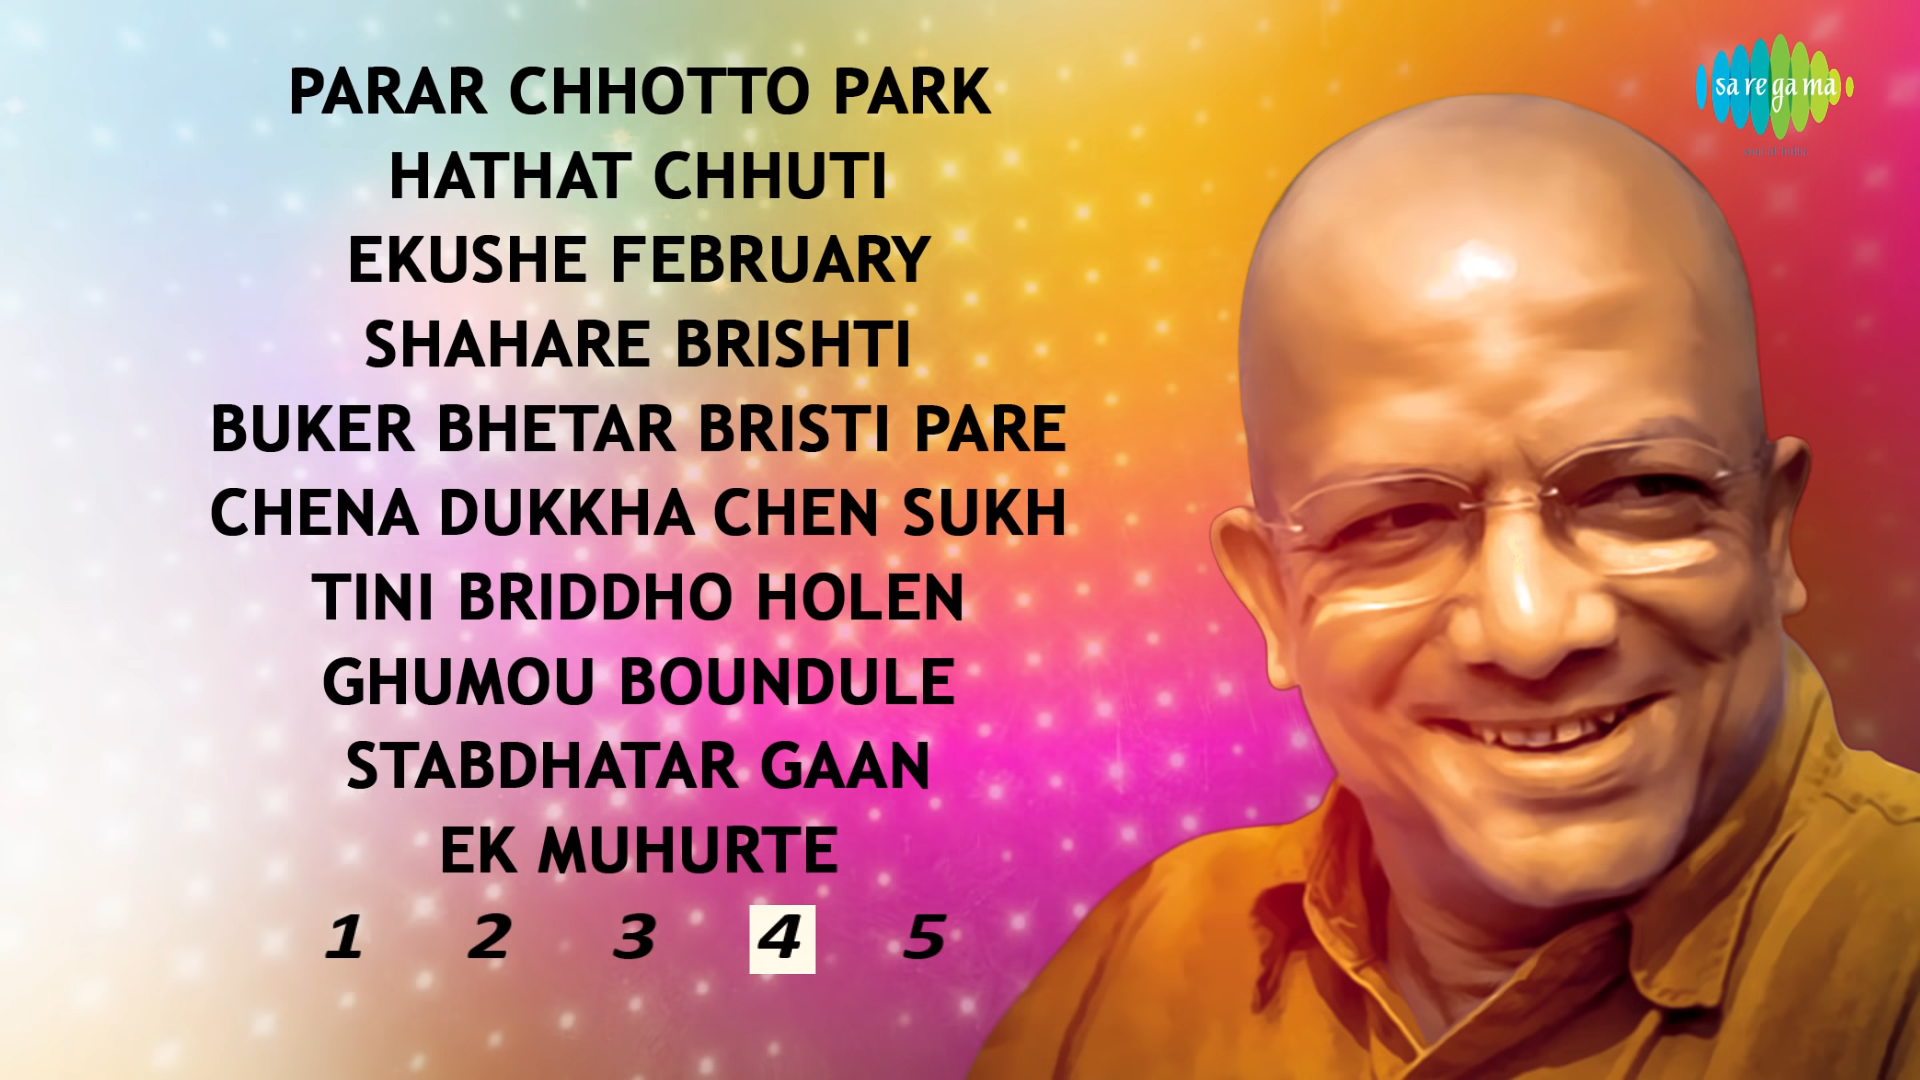 PARAR CHHOTTO PARK
HATHAT CHHUTI
EKUSHE FEBRUARY
SHAHARE BRISHTI
BUKER BHETAR BRISTI PARE
CHENA DUKKHA CHEN SUKH
TINI BRIDDHO HOLEN
GHUMOU BOUNDULE
STABDHATAR GAAN
EK MUHURTE
1 2 3 4 5
sa re ga ma